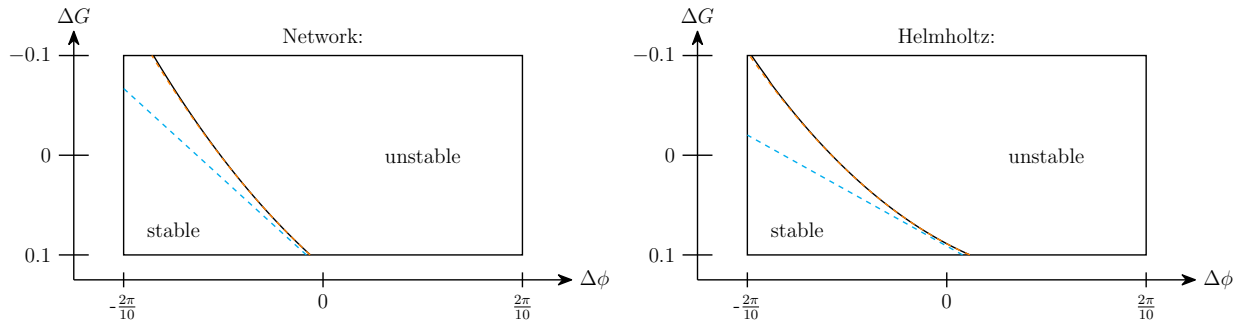 ΔG
Network:
−0.1
0
0.1
unstable
stable
-2π/10
0
2π/10
Δϕ
ΔG
Helmholtz:
−0.1
0
0.1
unstable
stable
-2π/10
0
2π/10
Δϕ